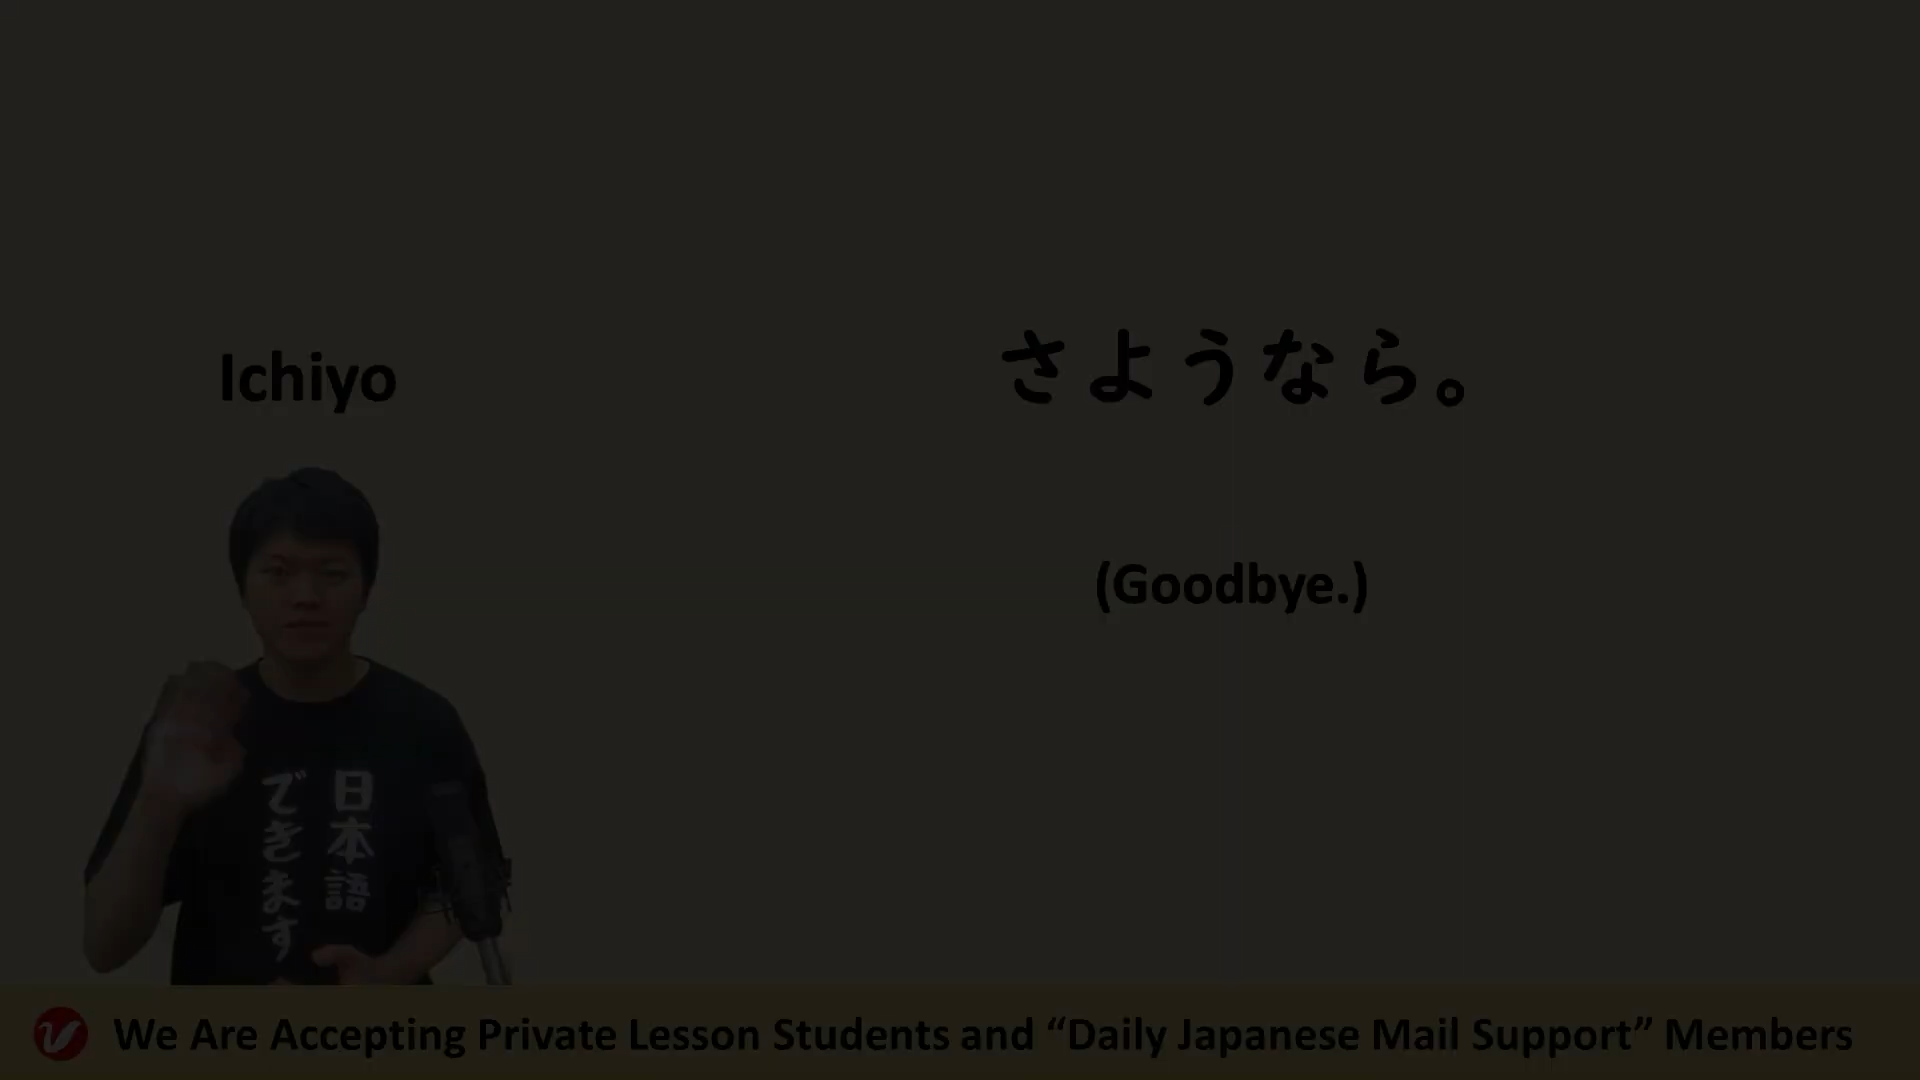 Ichiyo
さようなら。
(Goodbye.)
日本語
できます
We Are Accepting Private Lesson Students and “Daily Japanese Mail Support” Members